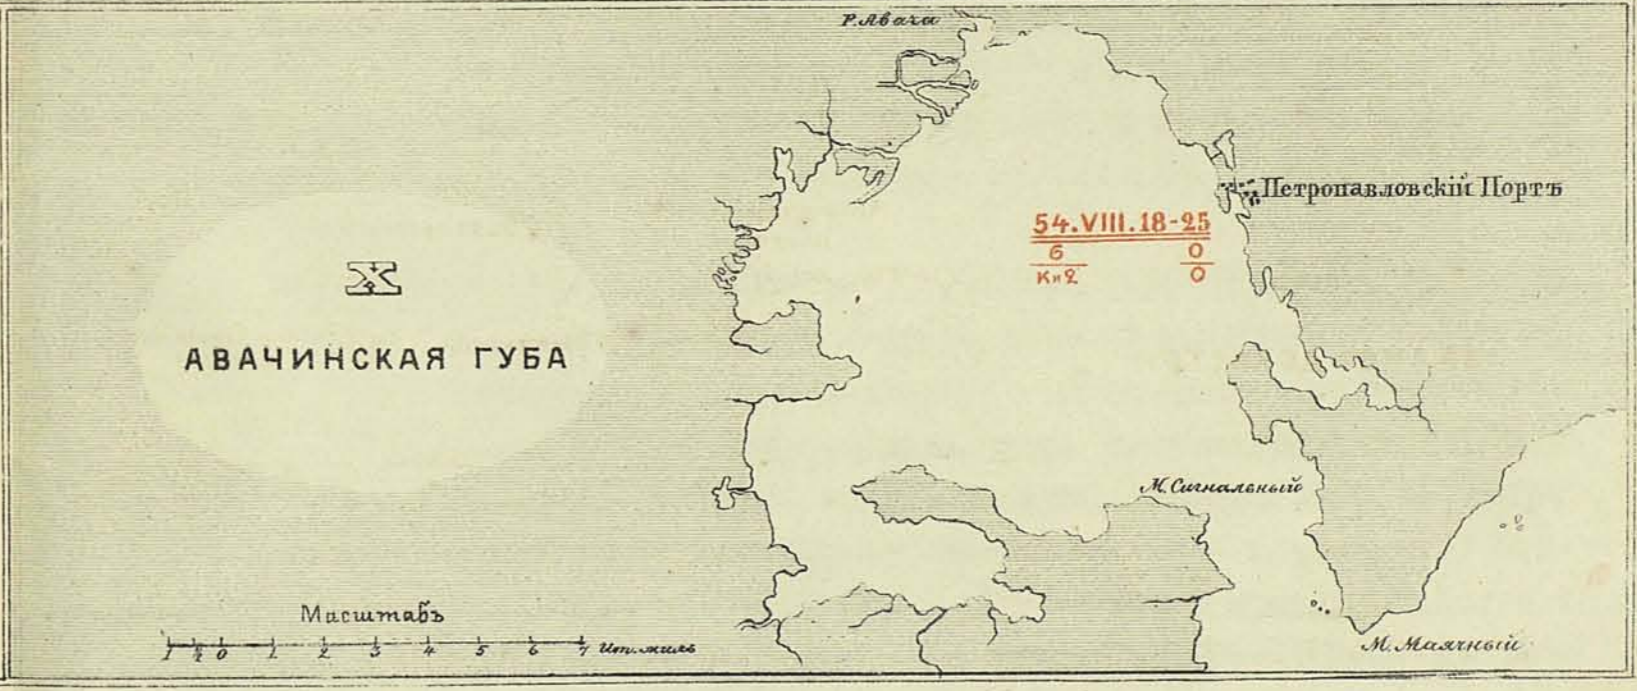 Р. Авача
Петропавловскій Портъ
54.VIII.18-25
6 0
К и 2 0
X
АВАЧИНСКАЯ ГУБА
М. Сигнальный
Масштабъ
1 ½ 0 1 2 3 4 5 6 7 Ит. миль
М. Маячный